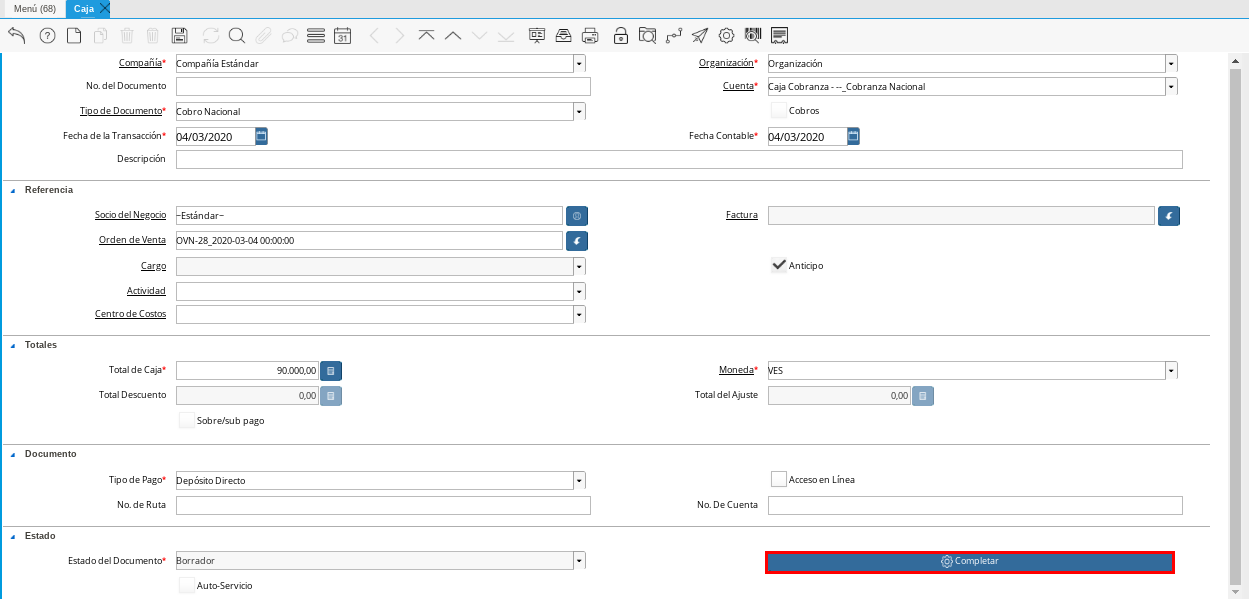 Menú (68) Caja
31
Compañía* Compañía Estándar Organización* Organización
No. del Documento Cuenta* Caja Cobranza - --_Cobranza Nacional
Tipo de Documento* Cobro Nacional Cobros
Fecha de la Transacción* 04/03/2020 Fecha Contable* 04/03/2020
Descripción
Referencia
Socio del Negocio ~Estándar~ Factura
Orden de Venta OVN-28_2020-03-04 00:00:00
Cargo Anticipo
Actividad
Centro de Costos
Totales
Total de Caja* 90.000,00 Moneda* VES
Total Descuento 0,00 Total del Ajuste 0,00
Sobre/sub pago
Documento
Tipo de Pago* Depósito Directo Acceso en Línea
No. de Ruta No. De Cuenta
Estado
Estado del Documento* Borrador Completar
Auto-Servicio